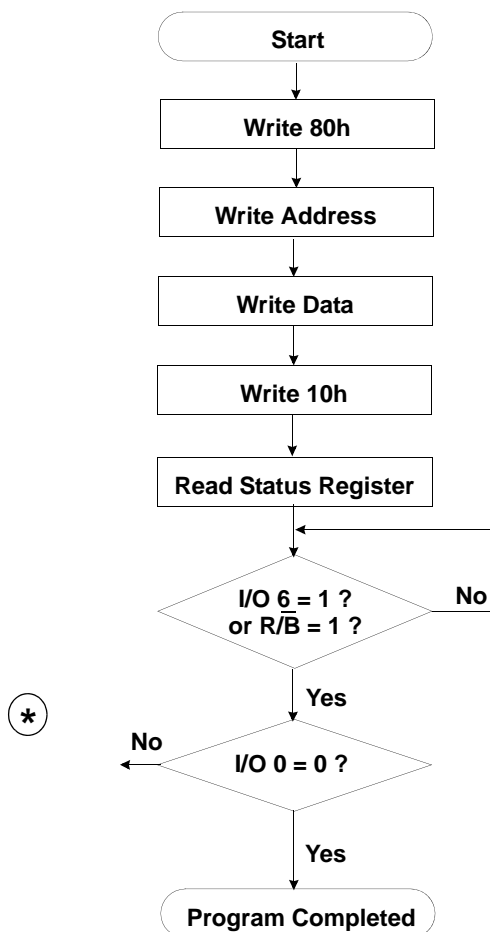 Start
Write 80h
Write Address
Write Data
Write 10h
Read Status Register
I/O 6 = 1 ?
or R/B̅ = 1 ?
No
Yes
*
No
I/O 0 = 0 ?
Yes
Program Completed